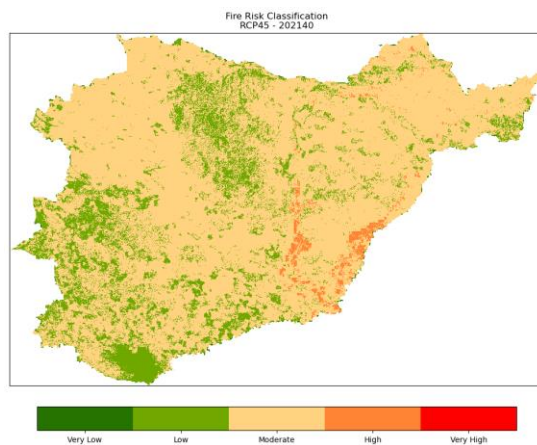 Fire Risk Classification
RCP45 - 202140
Very Low
Low
Moderate
High
Very High